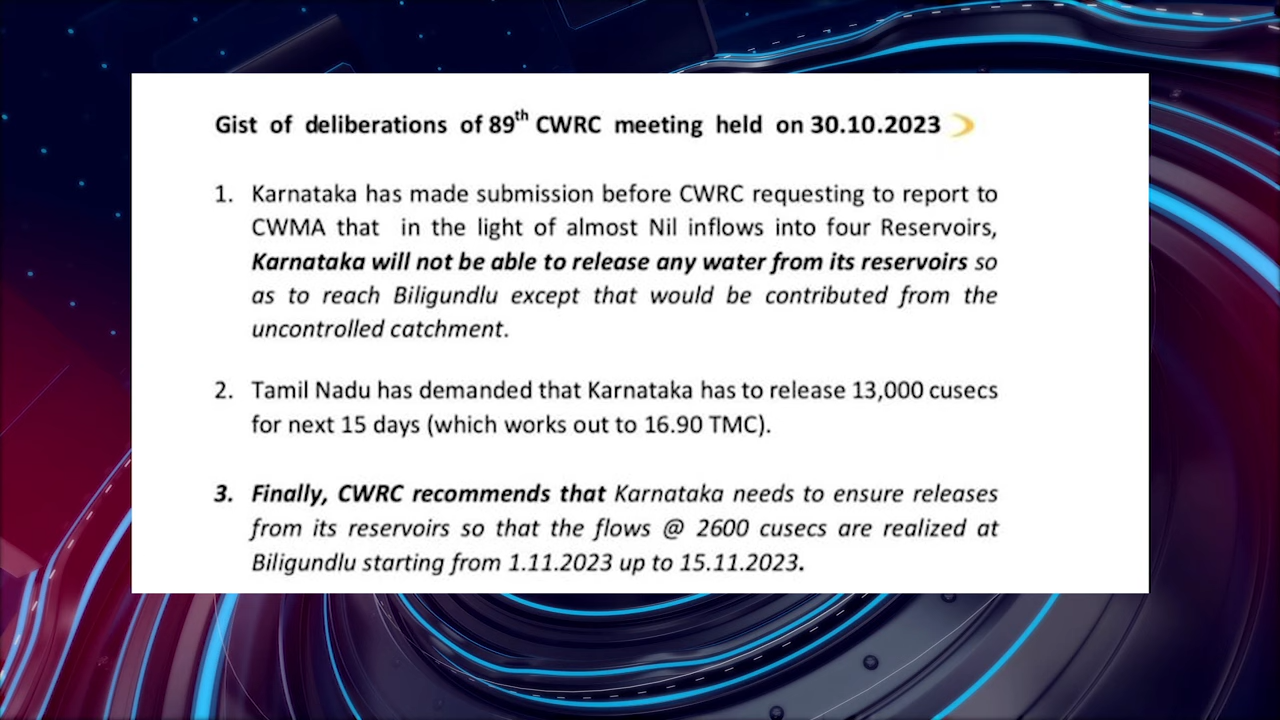 Gist of deliberations of 89th CWRC meeting held on 30.10.2023
1. Karnataka has made submission before CWRC requesting to report to
CWMA that in the light of almost Nil inflows into four Reservoirs,
Karnataka will not be able to release any water from its reservoirs so
as to reach Biligundlu except that would be contributed from the
uncontrolled catchment.
2. Tamil Nadu has demanded that Karnataka has to release 13,000 cusecs
for next 15 days (which works out to 16.90 TMC).
3. Finally, CWRC recommends that Karnataka needs to ensure releases
from its reservoirs so that the flows @ 2600 cusecs are realized at
Biligundlu starting from 1.11.2023 up to 15.11.2023.